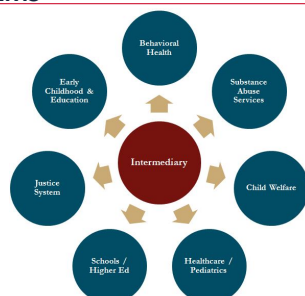 Behavioral
Health
Early
Childhood &
Education
Substance
Abuse
Services
Intermediary
Justice
System
Child Welfare
Schools /
Higher Ed
Healthcare /
Pediatrics